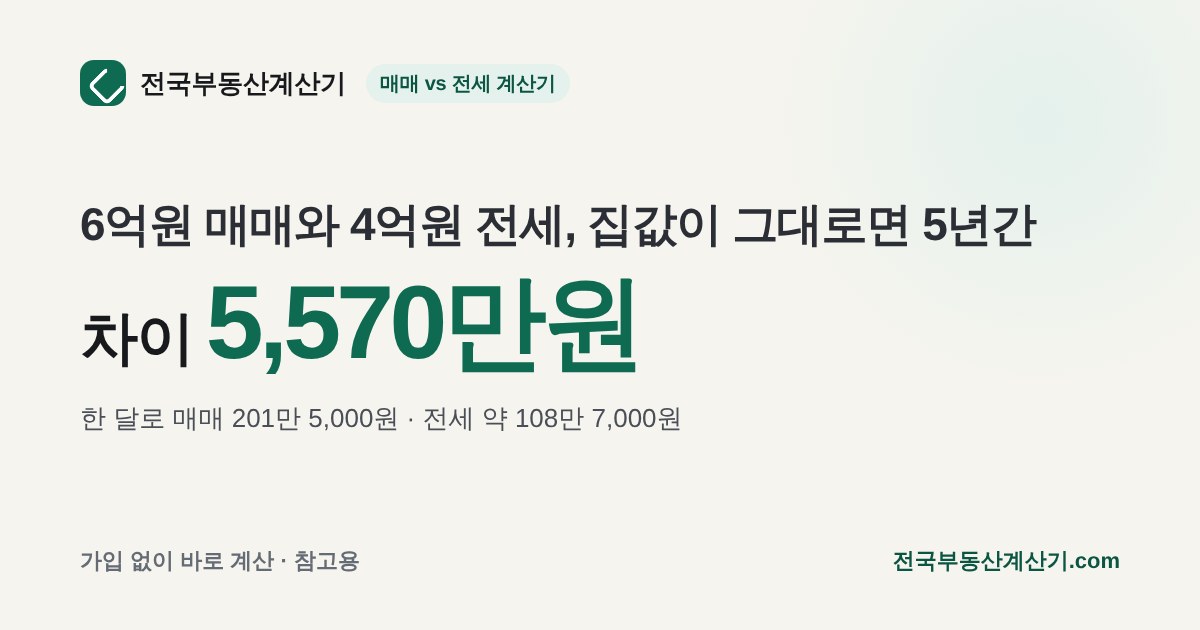 전국부동산계산기 매매 vs 전세 계산기
6억원 매매와 4억원 전세, 집값이 그대로면 5년간
차이 5,570만원
한 달로 매매 201만 5,000원 · 전세 약 108만 7,000원
가입 없이 바로 계산 · 참고용 전국부동산계산기.com